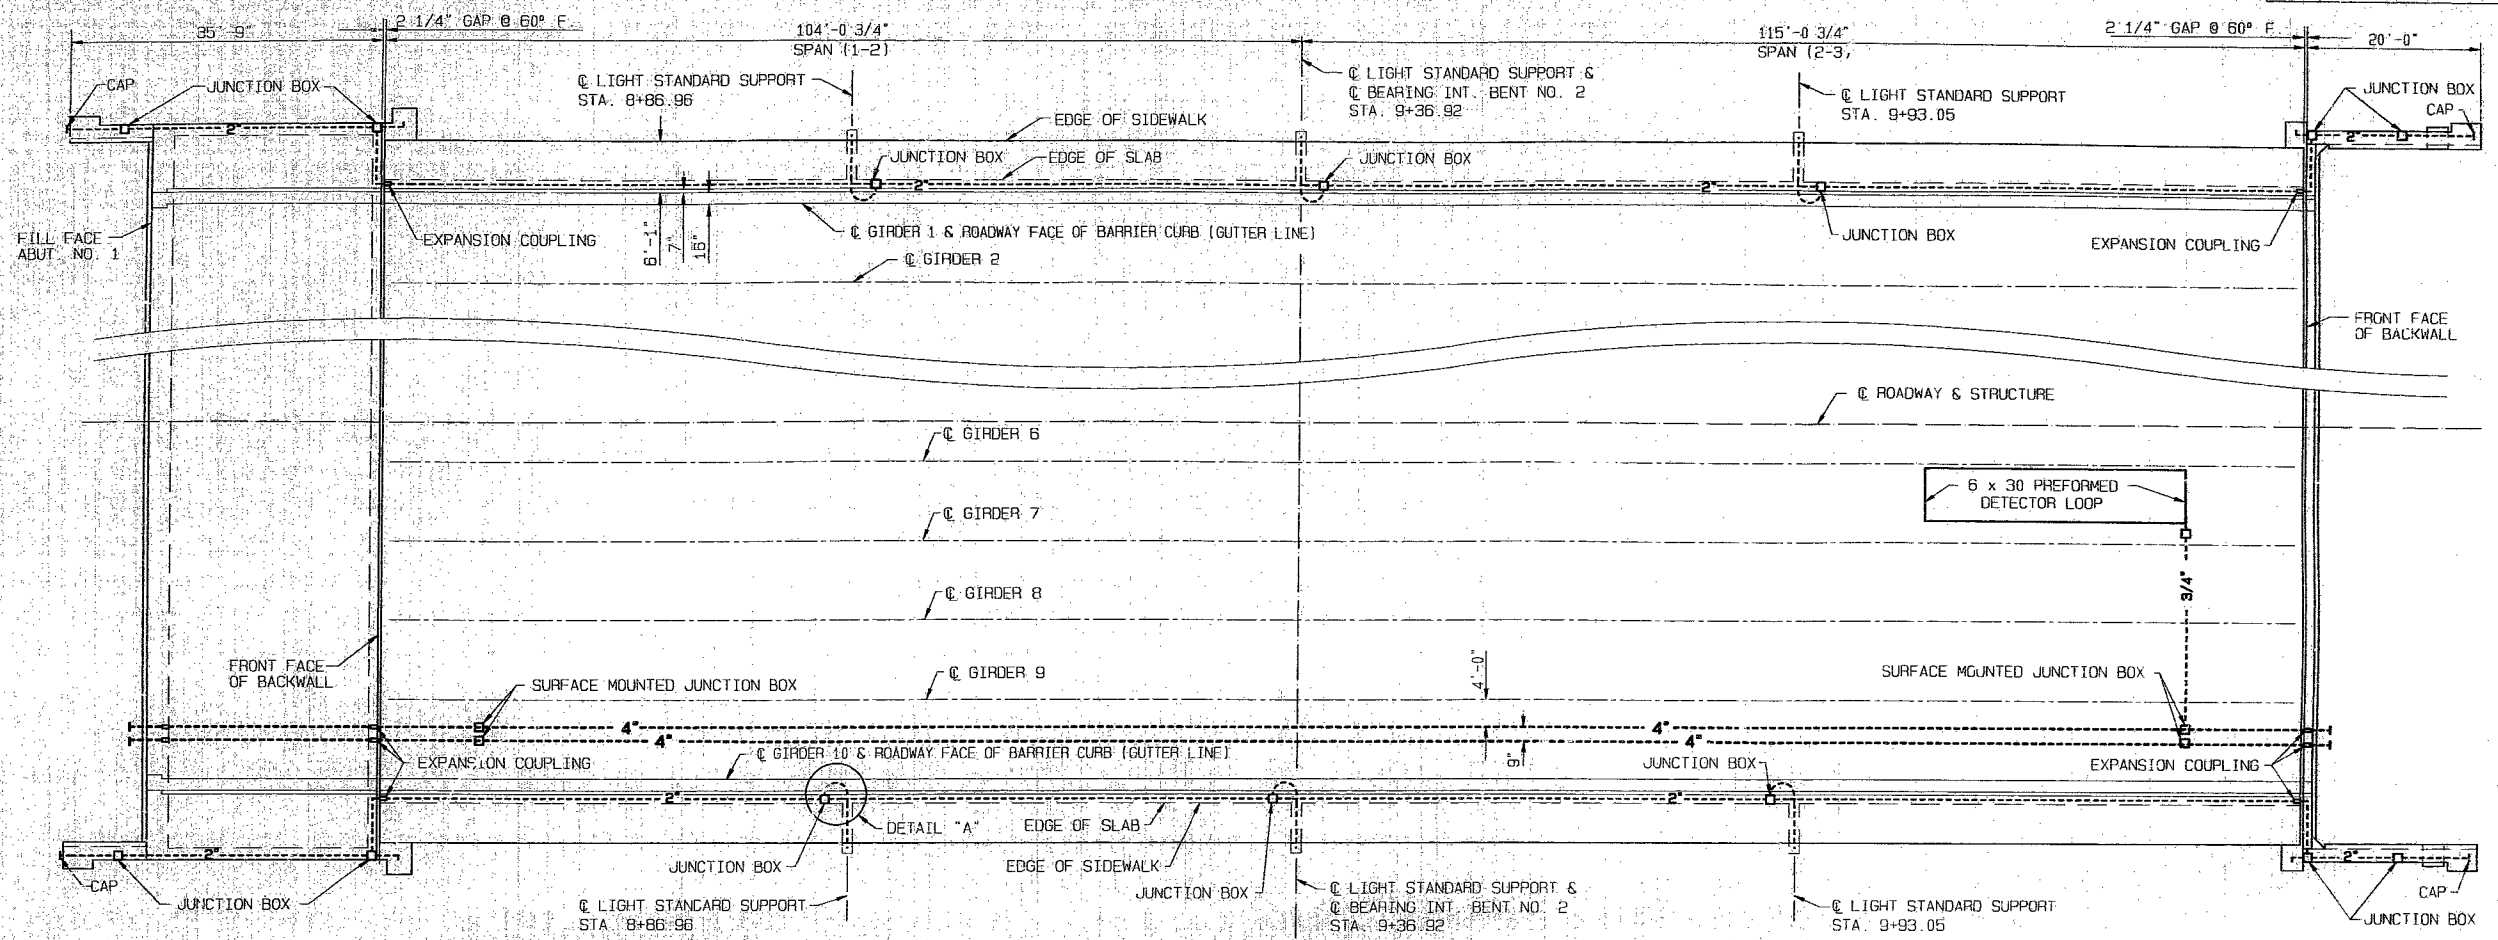 35'-9"
2 1/4" GAP @ 60° F.
104'-0 3/4"
SPAN (1-2)
115'-0 3/4"
SPAN (2-3,
2 1/4" GAP @ 60° F.
20'-0"
CAP
JUNCTION BOX
℄ LIGHT STANDARD SUPPORT
STA. 8+86.96
℄ LIGHT STANDARD SUPPORT &
℄ BEARING INT. BENT NO. 2
STA. 9+36.92
℄ LIGHT STANDARD SUPPORT
STA. 9+93.05
JUNCTION BOX
CAP
2"
EDGE OF SIDEWALK
2"
JUNCTION BOX
EDGE OF SLAB
JUNCTION BOX
2"
2"
FILL FACE
ABUT. NO. 1
EXPANSION COUPLING
6'-1"
7"
16"
℄ GIRDER 1 & ROADWAY FACE OF BARRIER CURB (GUTTER LINE)
JUNCTION BOX
EXPANSION COUPLING
℄ GIRDER 2
FRONT FACE
OF BACKWALL
℄ ROADWAY & STRUCTURE
℄ GIRDER 6
6 x 30 PREFORMED
DETECTOR LOOP
℄ GIRDER 7
3/4"
℄ GIRDER 8
FRONT FACE
OF BACKWALL
℄ GIRDER 9
4'-0"
SURFACE MOUNTED JUNCTION BOX
SURFACE MOUNTED JUNCTION BOX
4"
4"
4"
4"
9"
℄ GIRDER 10 & ROADWAY FACE OF BARRIER CURB (GUTTER LINE)
EXPANSION COUPLING
JUNCTION BOX
EXPANSION COUPLING
2"
2"
DETAIL "A"
EDGE OF SLAB
2"
JUNCTION BOX
EDGE OF SIDEWALK
2"
CAP
JUNCTION BOX
JUNCTION BOX
℄ LIGHT STANDARD SUPPORT
STA. 8+86.96
℄ LIGHT STANDARD SUPPORT &
℄ BEARING INT. BENT NO. 2
STA. 9+36.92
℄ LIGHT STANDARD SUPPORT
STA. 9+93.05
CAP
JUNCTION BOX